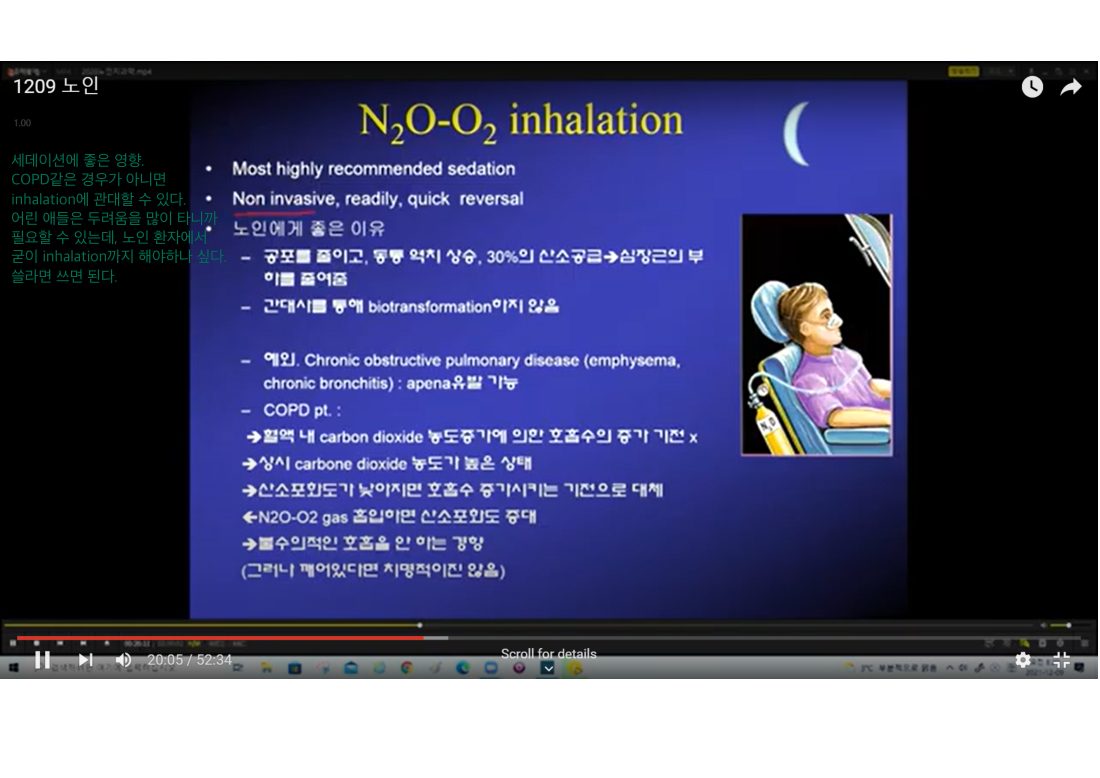 1209 노인
1.00
세데이션에 좋은 영향.
COPD같은 경우가 아니면
inhalation에 관대할 수 있다.
어린 애들은 두려움을 많이 타니까
필요할 수 있는데, 노인 환자에서
굳이 inhalation까지 해야하나 싶다.
쓸라면 쓰면 된다.
N2O-O2 inhalation
• Most highly recommended sedation
• Non invasive, readily, quick reversal
• 노인에게 좋은 이유
– 공포를 줄이고, 동통 역치 상승, 30%의 산소공급➔심장근의 부
하를 줄여줌
– 간대사를 통해 biotransformation하지 않음
– 예외. Chronic obstructive pulmonary disease (emphysema,
chronic bronchitis) : apena유발 가능
– COPD pt. :
➔혈액 내 carbon dioxide 농도증가에 의한 호흡수의 증가 기전 x
➔상시 carbone dioxide 농도가 높은 상태
➔산소포화도가 낮아지면 호흡수 증가시키는 기전으로 대체
←N2O-O2 gas 흡입하면 산소포화도 증대
➔불수의적인 호흡을 안 하는 경향
(그러나 깨어있다면 치명적이진 않음)
N2O
20:05 / 52:34
Scroll for details